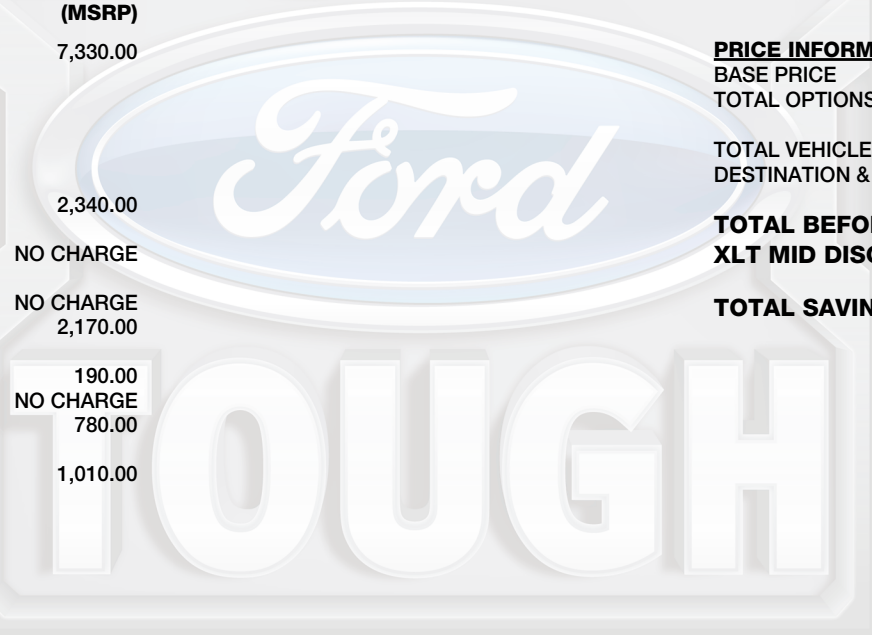 (MSRP)
7,330.00
2,340.00
NO CHARGE
NO CHARGE
2,170.00
190.00
NO CHARGE
780.00
1,010.00
PRICE INFORM
BASE PRICE
TOTAL OPTIONS
TOTAL VEHICLE
DESTINATION &
TOTAL BEFO
XLT MID DISC
TOTAL SAVIN
Ford
TOUGH